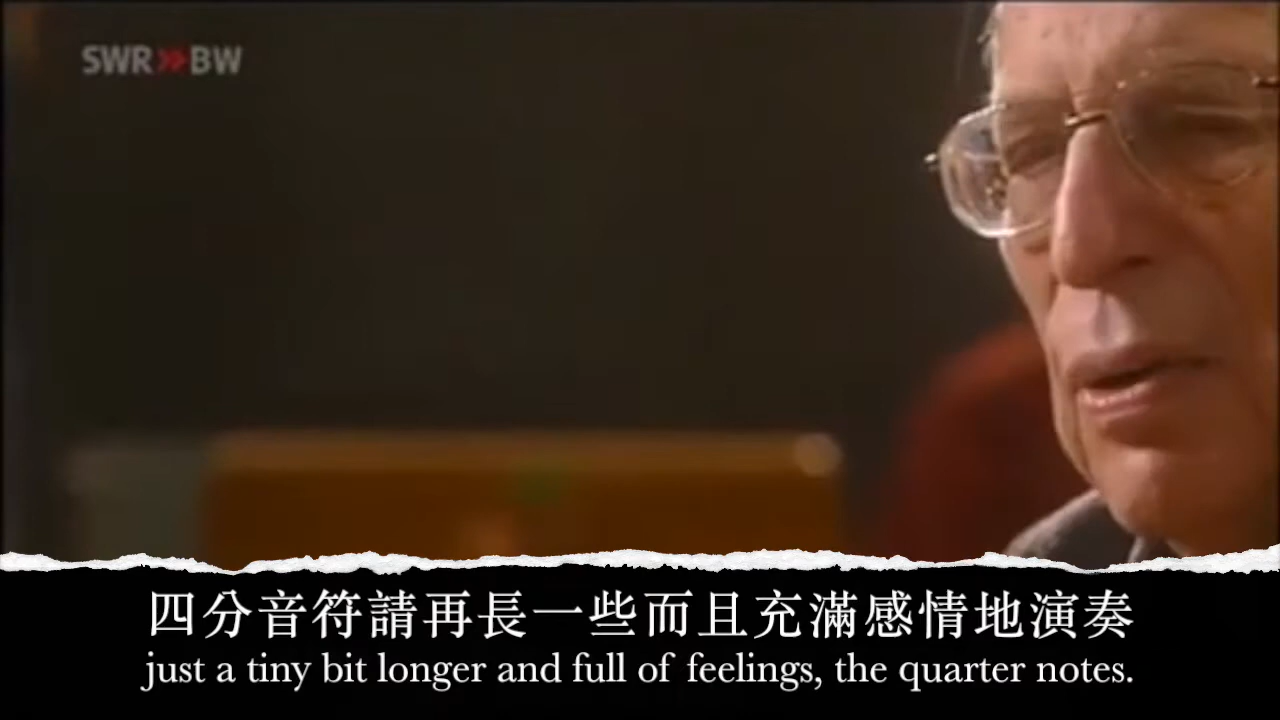 SWR»BW
四分音符請再長一些而且充滿感情地演奏
just a tiny bit longer and full of feelings, the quarter notes.